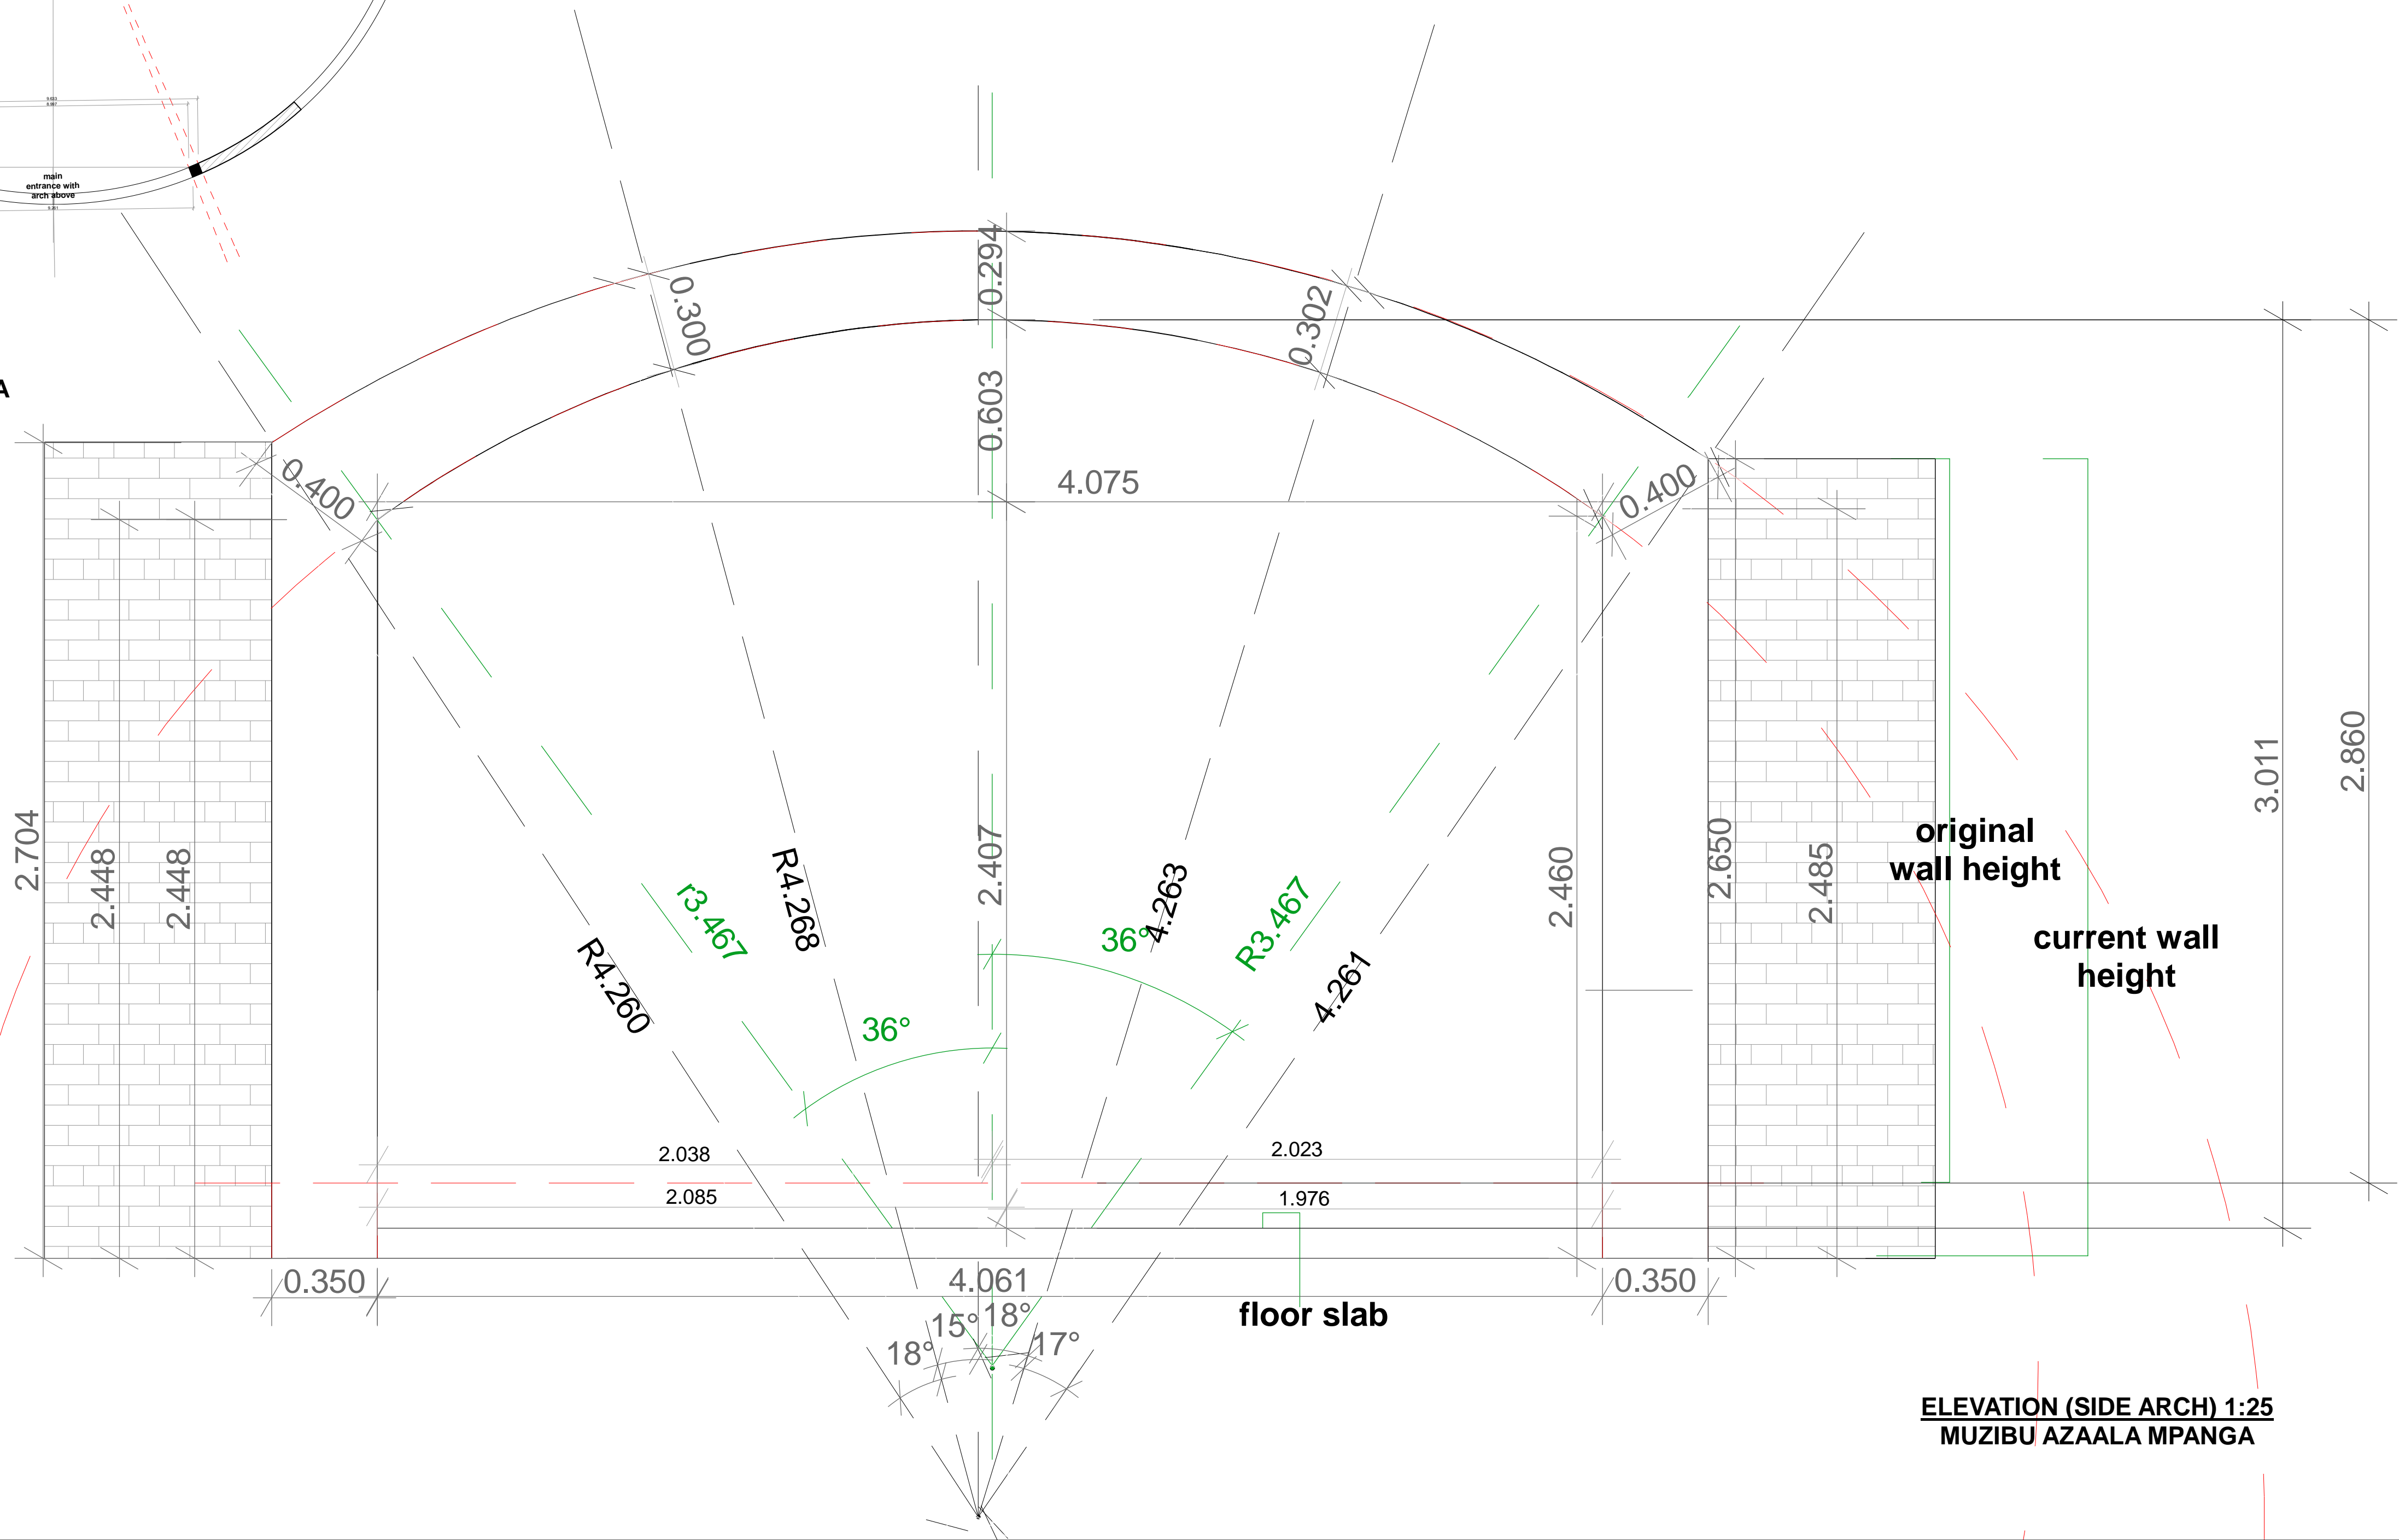 main
entrance with
arch above
A
0.294
0.300
0.302
0.603
4.075
0.400
0.400
2.704
2.448
2.448
2.407
2.460
2.650
2.485
3.011
2.860
original
wall height
current wall
height
r3.467
R4.268
R4.260
4.263
R3.467
4.261
36°
36°
2.038
2.023
2.085
1.976
0.350
4.061
0.350
floor slab
18°
15°
18°
17°
ELEVATION (SIDE ARCH) 1:25
MUZIBU AZAALA MPANGA